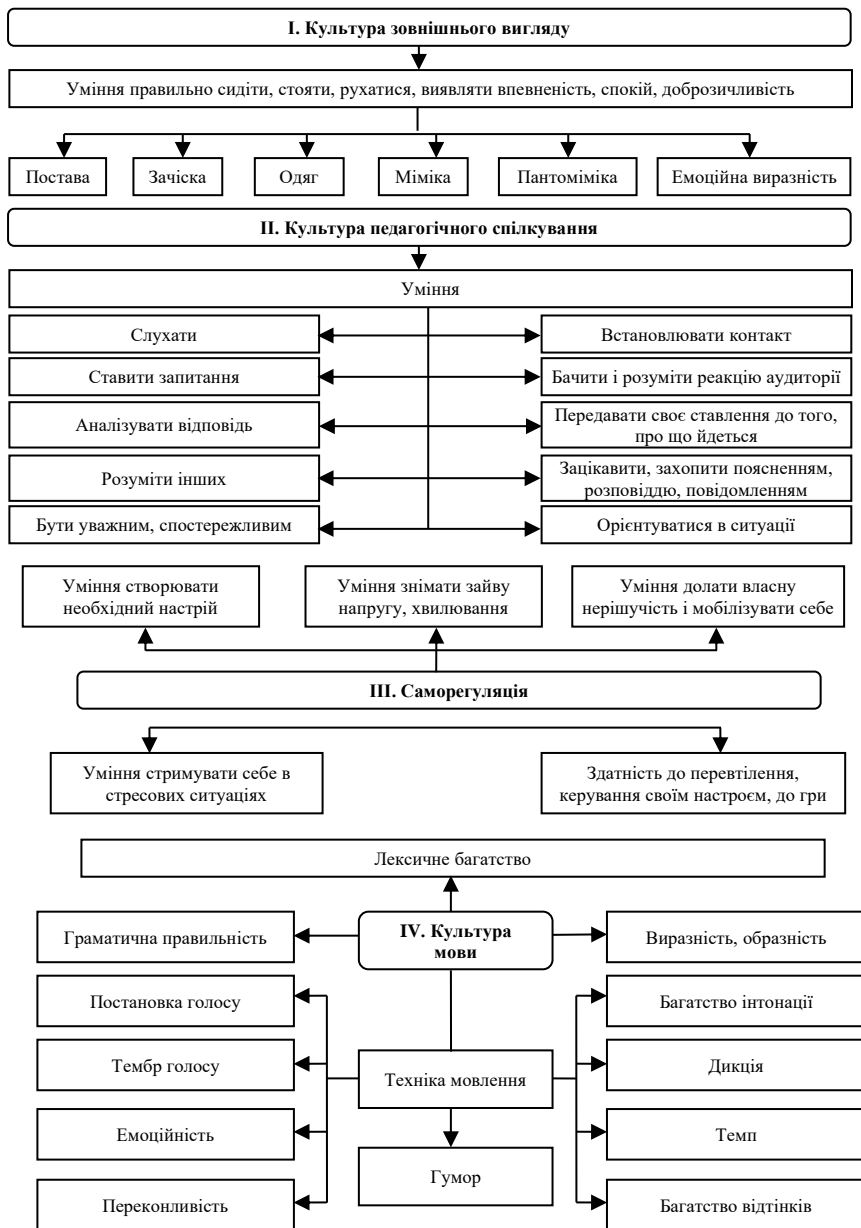 І. Культура зовнішнього вигляду
Уміння правильно сидіти, стояти, рухатися, виявляти впевненість, спокій, доброзичливість
Постава
Зачіска
Одяг
Міміка
Пантоміміка
Емоційна виразність
ІІ. Культура педагогічного спілкування
Уміння
Слухати
Встановлювати контакт
Ставити запитання
Бачити і розуміти реакцію аудиторії
Аналізувати відповідь
Передавати своє ставлення до того,
про що йдеться
Розуміти інших
Зацікавити, захопити поясненням,
розповіддю, повідомленням
Бути уважним, спостережливим
Орієнтуватися в ситуації
Уміння створювати
необхідний настрій
Уміння знімати зайву
напругу, хвилювання
Уміння долати власну
нерішучість і мобілізувати себе
ІІІ. Саморегуляція
Уміння стримувати себе в
стресових ситуаціях
Здатність до перевтілення,
керування своїм настроєм, до гри
Лексичне багатство
Граматична правильність
IV. Культура
мови
Виразність, образність
Постановка голосу
Багатство інтонації
Тембр голосу
Техніка мовлення
Дикція
Емоційність
Темп
Гумор
Переконливість
Багатство відтінків